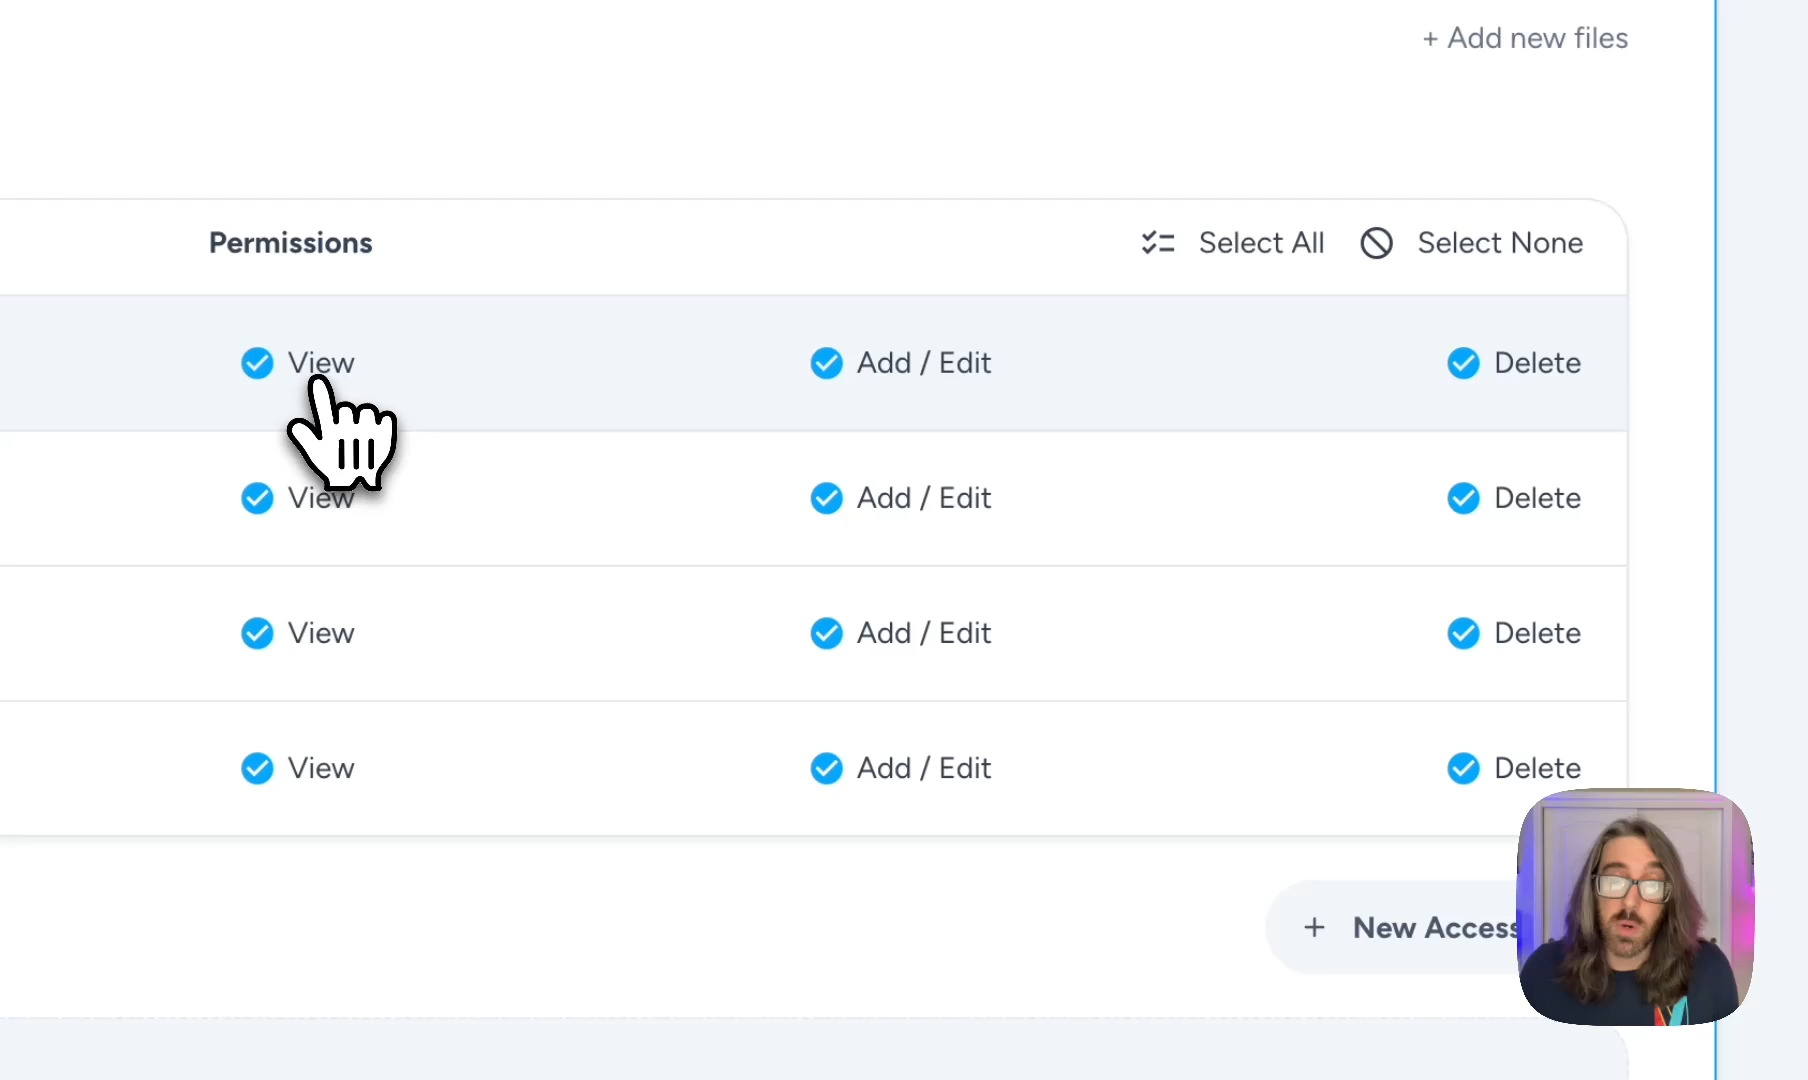 + Add new files
Permissions
Select All
Select None
View
Add / Edit
Delete
View
Add / Edit
Delete
View
Add / Edit
Delete
View
Add / Edit
Delete
+ New Access